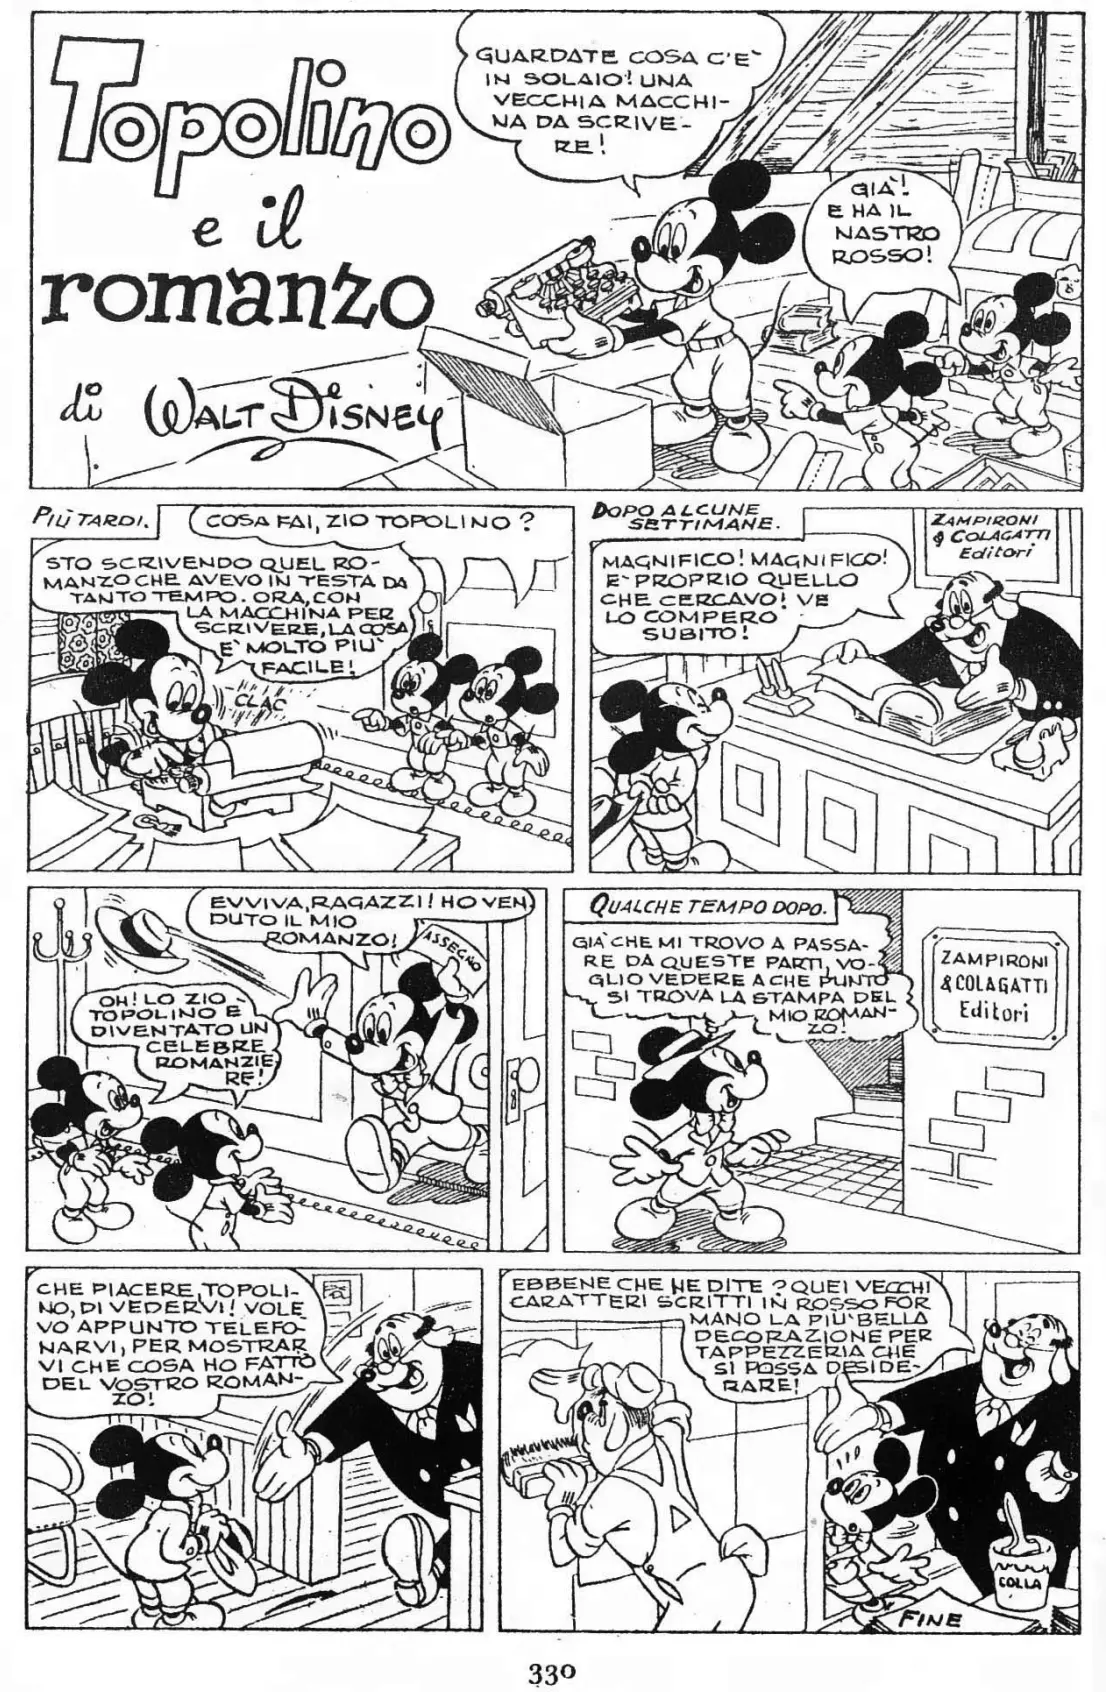 Topolino
e il
romanzo
di WALT DISNEY
GUARDATE COSA C'E`
IN SOLAIO! UNA
VECCHIA MACCHI-
NA DA SCRIVE-
RE!
GIA`!
E HA IL
NASTRO
ROSSO!
PIÙ TARDI.
COSA FAI, ZIO TOPOLINO?
STO SCRIVENDO QUEL RO-
MANZO CHE AVEVO IN TESTA DA
TANTO TEMPO. ORA, CON
LA MACCHINA PER
SCRIVERE, LA COSA
E` MOLTO PIU`
FACILE!
CLAC
DOPO ALCUNE
SETTIMANE.
MAGNIFICO! MAGNIFICO!
E` PROPRIO QUELLO
CHE CERCAVO! VE
LO COMPERO
SUBITO!
ZAMPIRONI
& COLAGATTI
Editori
EVVIVA, RAGAZZI! HO VEN
DUTO IL MIO
ROMANZO!
ASSEGNO
OH! LO ZIO
TOPOLINO E`
DIVENTATO UN
CELEBRE
ROMANZIE
RE!
QUALCHE TEMPO DOPO.
GIA` CHE MI TROVO A PASSA-
RE DA QUESTE PARTI, VO-
GLIO VEDERE A CHE PUNTO
SI TROVA LA STAMPA DEL
MIO ROMAN-
ZO!
ZAMPIRONI
& COLAGATTI
Editori
CHE PIACERE, TOPOLI-
NO, DI VEDERVI! VOLE
VO APPUNTO TELEFO-
NARVI, PER MOSTRAR
VI CHE COSA HO FATTO
DEL VOSTRO ROMAN-
ZO!
EBBENE CHE NE DITE? QUEI VECCHI
CARATTERI SCRITTI IN ROSSO FOR
MANO LA PIU` BELLA
DECORAZIONE PER
TAPPEZZERIA CHE
SI POSSA DESIDE-
RARE!
COLLA
FINE
330